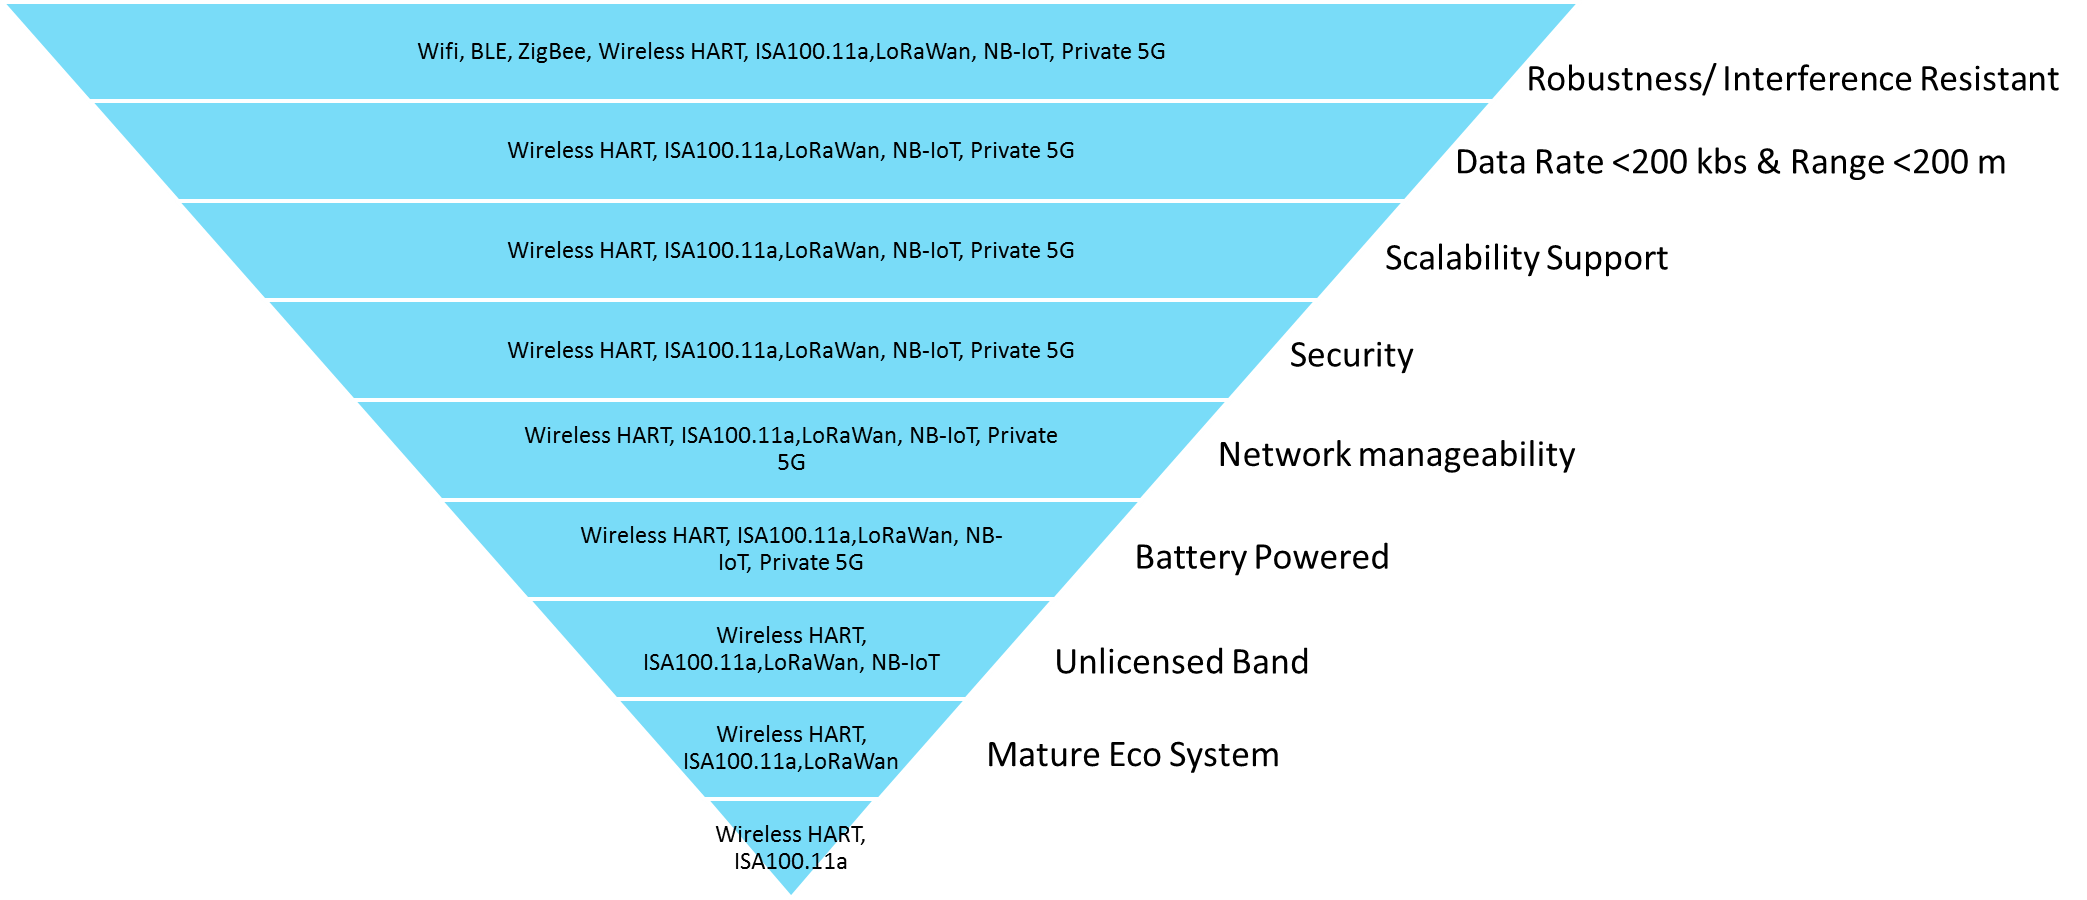 Wifi, BLE, ZigBee, Wireless HART, ISA100.11a,LoRaWan, NB-IoT, Private 5G
Robustness/ Interference Resistant
Wireless HART, ISA100.11a,LoRaWan, NB-IoT, Private 5G
Data Rate <200 kbs & Range <200 m
Wireless HART, ISA100.11a,LoRaWan, NB-IoT, Private 5G
Scalability Support
Wireless HART, ISA100.11a,LoRaWan, NB-IoT, Private 5G
Security
Wireless HART, ISA100.11a,LoRaWan, NB-IoT, Private
5G
Network manageability
Wireless HART, ISA100.11a,LoRaWan, NB-
IoT, Private 5G
Battery Powered
Wireless HART,
ISA100.11a,LoRaWan, NB-IoT
Unlicensed Band
Wireless HART,
ISA100.11a,LoRaWan
Mature Eco System
Wireless HART,
ISA100.11a